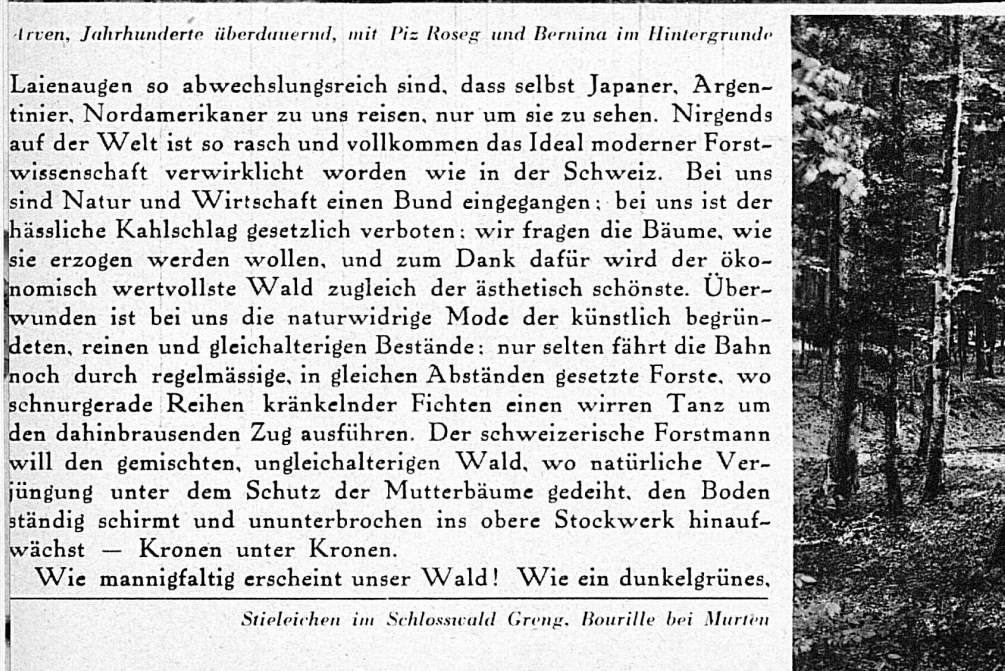 Arven, Jahrhunderte überdauernd, mit Piz Roseg und Bernina im Hintergrunde
Laienaugen so abwechslungsreich sind, dass selbst Japaner, Argen-
tinier, Nordamerikaner zu uns reisen, nur um sie zu sehen. Nirgends
auf der Welt ist so rasch und vollkommen das Ideal moderner Forst-
wissenschaft verwirklicht worden wie in der Schweiz. Bei uns
sind Natur und Wirtschaft einen Bund eingegangen; bei uns ist der
hässliche Kahlschlag gesetzlich verboten; wir fragen die Bäume, wie
sie erzogen werden wollen, und zum Dank dafür wird der öko-
nomisch wertvollste Wald zugleich der ästhetisch schönste. Über-
wunden ist bei uns die naturwidrige Mode der künstlich begrün-
deten, reinen und gleichalterigen Bestände; nur selten fährt die Bahn
noch durch regelmässige, in gleichen Abständen gesetzte Forste, wo
schnurgerade Reihen kränkelnder Fichten einen wirren Tanz um
den dahinbrausenden Zug ausführen. Der schweizerische Forstmann
will den gemischten, ungleichalterigen Wald, wo natürliche Ver-
jüngung unter dem Schutz der Mutterbäume gedeiht, den Boden
ständig schirmt und ununterbrochen ins obere Stockwerk hinauf-
wächst — Kronen unter Kronen.
Wie mannigfaltig erscheint unser Wald! Wie ein dunkelgrünes,
Stieleichen im Schlosswald Greng, Bourille bei Murten